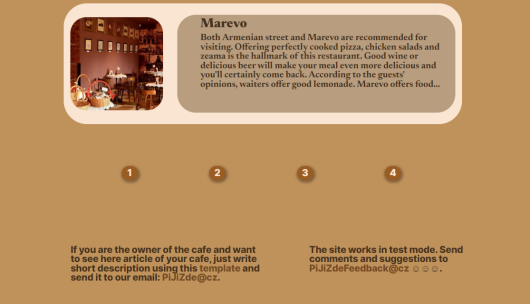 Marevo
Both Armenian street and Marevo are recommended for
visiting. Offering perfectly cooked pizza, chicken salads and
zeama is the hallmark of this restaurant. Good wine or
delicious beer will make your meal even more delicious and
you'll certainly come back. According to the guests'
opinions, waiters offer good lemonade. Marevo offers food...
1 2 3 4
If you are the owner of the cafe and want
to see here article of your cafe, just write
short description using this template and
send it to our email: PiJiZde@cz.
The site works in test mode. Send
comments and suggestions to
PiJiZdeFeedback@cz ☺☺☺.